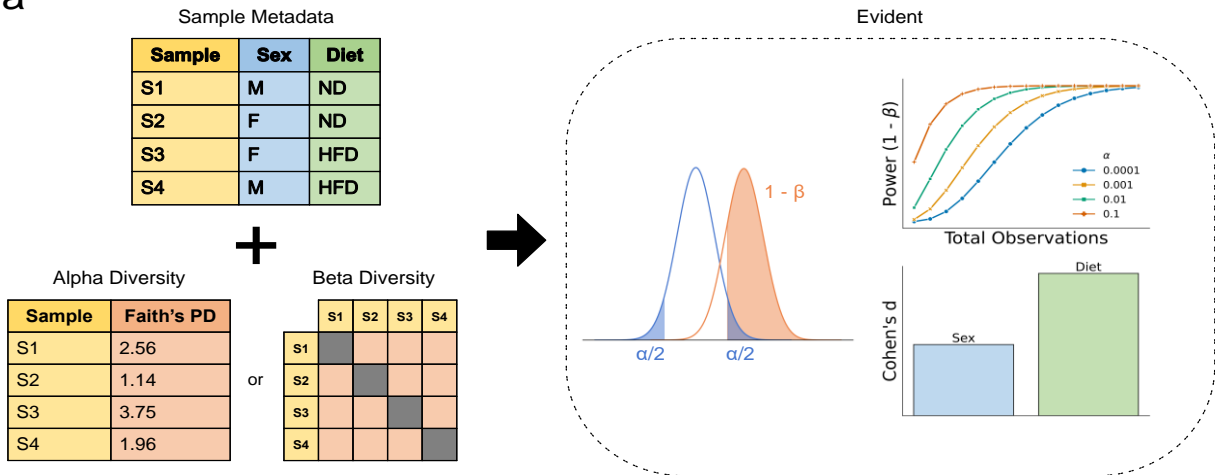 a
Sample Metadata
Sample Sex Diet
S1 M ND
S2 F ND
S3 F HFD
S4 M HFD
+
Alpha Diversity
Sample Faith's PD
S1 2.56
S2 1.14
S3 3.75
S4 1.96
or
Beta Diversity
S1 S2 S3 S4
S1
S2
S3
S4
Evident
1 - β
α/2 α/2
Power (1 - β)
α
0.0001
0.001
0.01
0.1
Total Observations
Cohen's d
Sex
Diet